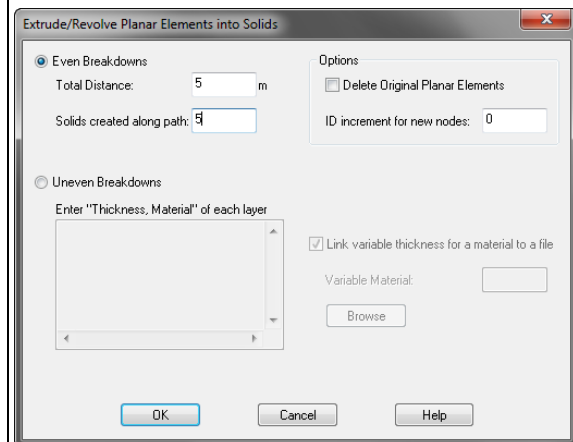 Extrude/Revolve Planar Elements into Solids
Even Breakdowns
Total Distance: 5 m
Solids created along path: 5
Options
Delete Original Planar Elements
ID increment for new nodes: 0
Uneven Breakdowns
Enter "Thickness, Material" of each layer
Link variable thickness for a material to a file
Variable Material:
Browse
OK Cancel Help